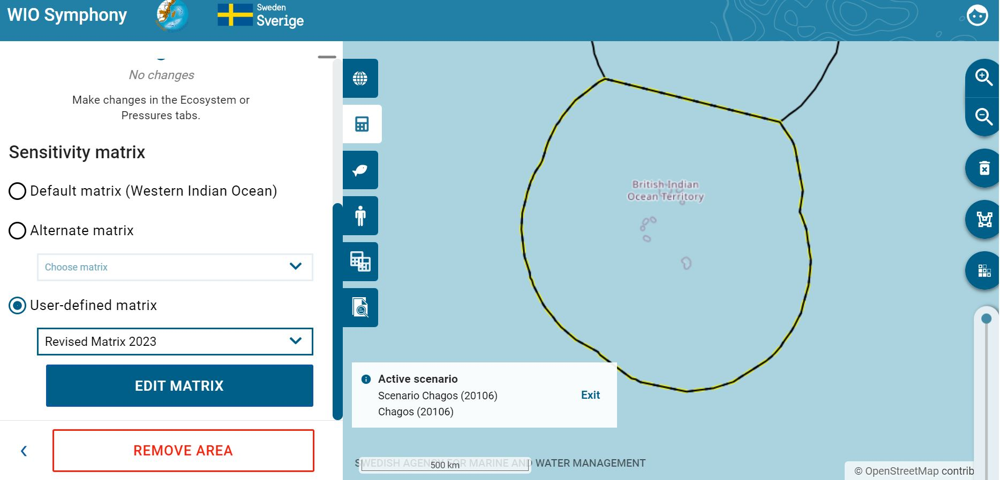 WIO Symphony
Sweden
Sverige
No changes
Make changes in the Ecosystem or
Pressures tabs.
Sensitivity matrix
Default matrix (Western Indian Ocean)
Alternate matrix
Choose matrix
User-defined matrix
Revised Matrix 2023
EDIT MATRIX
REMOVE AREA
British Indian
Ocean Territory
Active scenario
Scenario Chagos (20106)
Chagos (20106)
Exit
SWEDISH AGENCY FOR MARINE AND WATER MANAGEMENT
500 km
© OpenStreetMap contrib